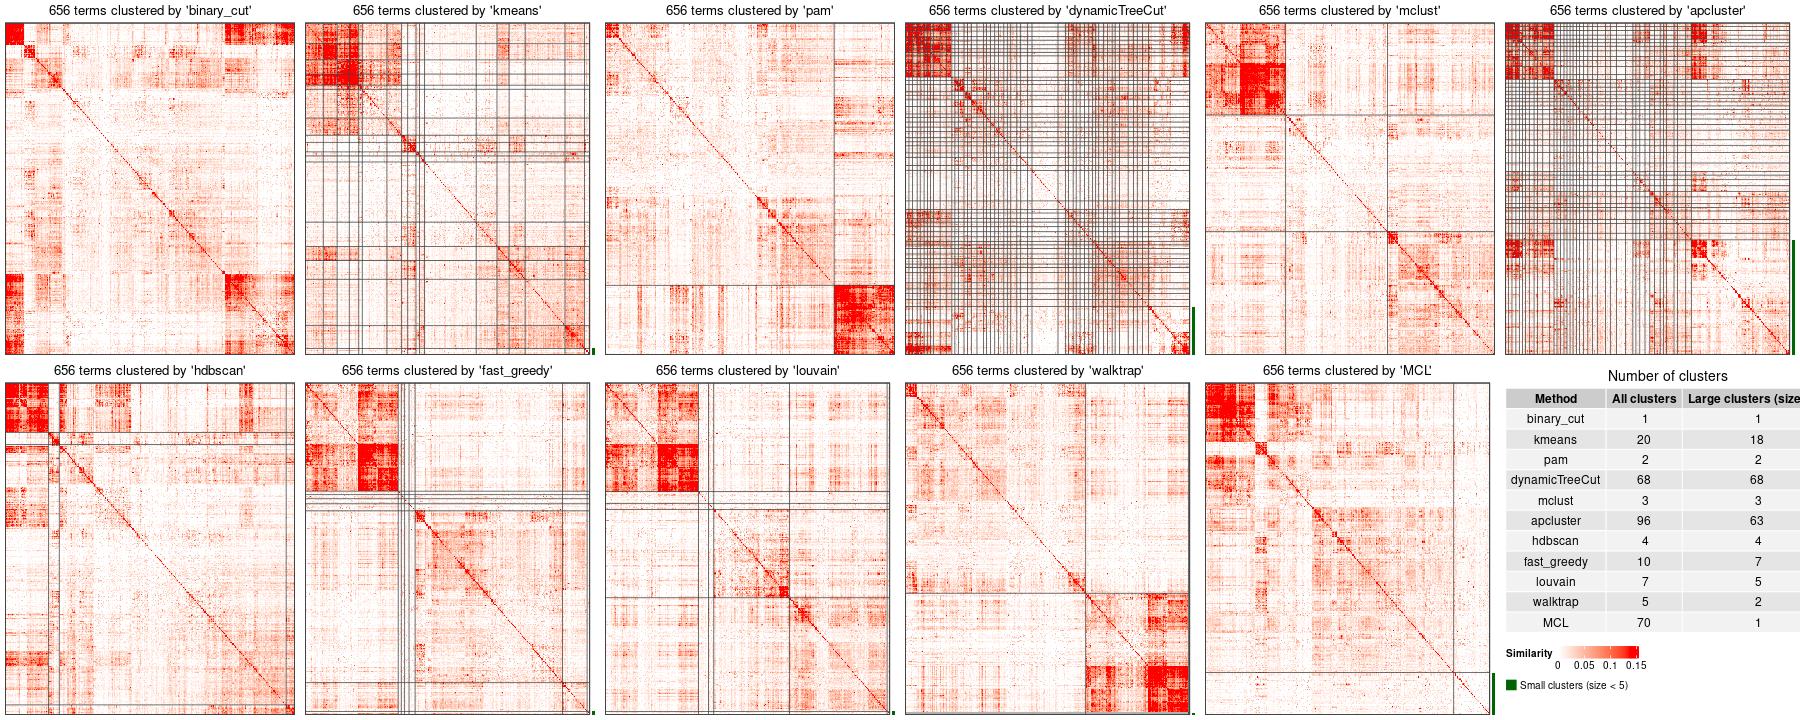 656 terms clustered by 'binary_cut'
656 terms clustered by 'kmeans'
656 terms clustered by 'pam'
656 terms clustered by 'dynamicTreeCut'
656 terms clustered by 'mclust'
656 terms clustered by 'apcluster'
656 terms clustered by 'hdbscan'
656 terms clustered by 'fast_greedy'
656 terms clustered by 'louvain'
656 terms clustered by 'walktrap'
656 terms clustered by 'MCL'
Number of clusters
Method All clusters Large clusters (size
binary_cut 1 1
kmeans 20 18
pam 2 2
dynamicTreeCut 68 68
mclust 3 3
apcluster 96 63
hdbscan 4 4
fast_greedy 10 7
louvain 7 5
walktrap 5 2
MCL 70 1
Similarity
0 0.05 0.1 0.15
Small clusters (size < 5)